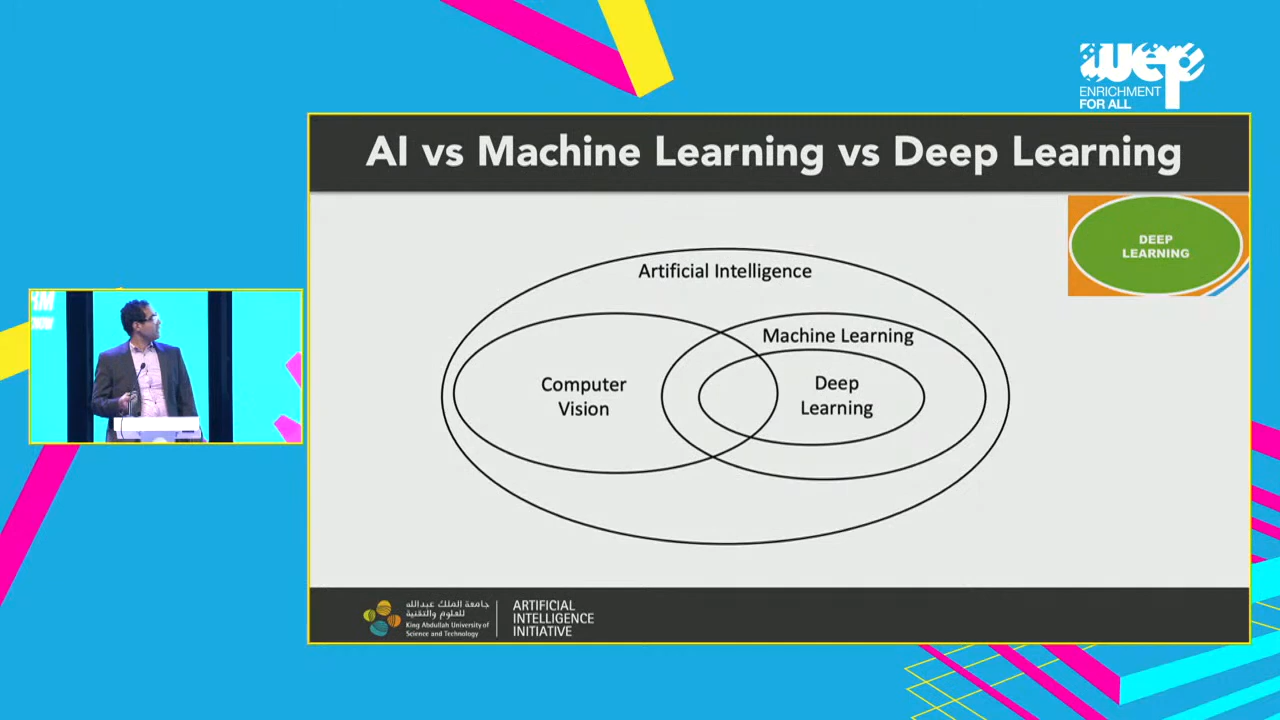 wep
ENRICHMENT
FOR ALL
AI vs Machine Learning vs Deep Learning
DEEP
LEARNING
Artificial Intelligence
Machine Learning
Computer
Vision
Deep
Learning
جامعة الملك عبدالله
للعلوم والتقنية
King Abdullah University of
Science and Technology
ARTIFICIAL
INTELLIGENCE
INITIATIVE